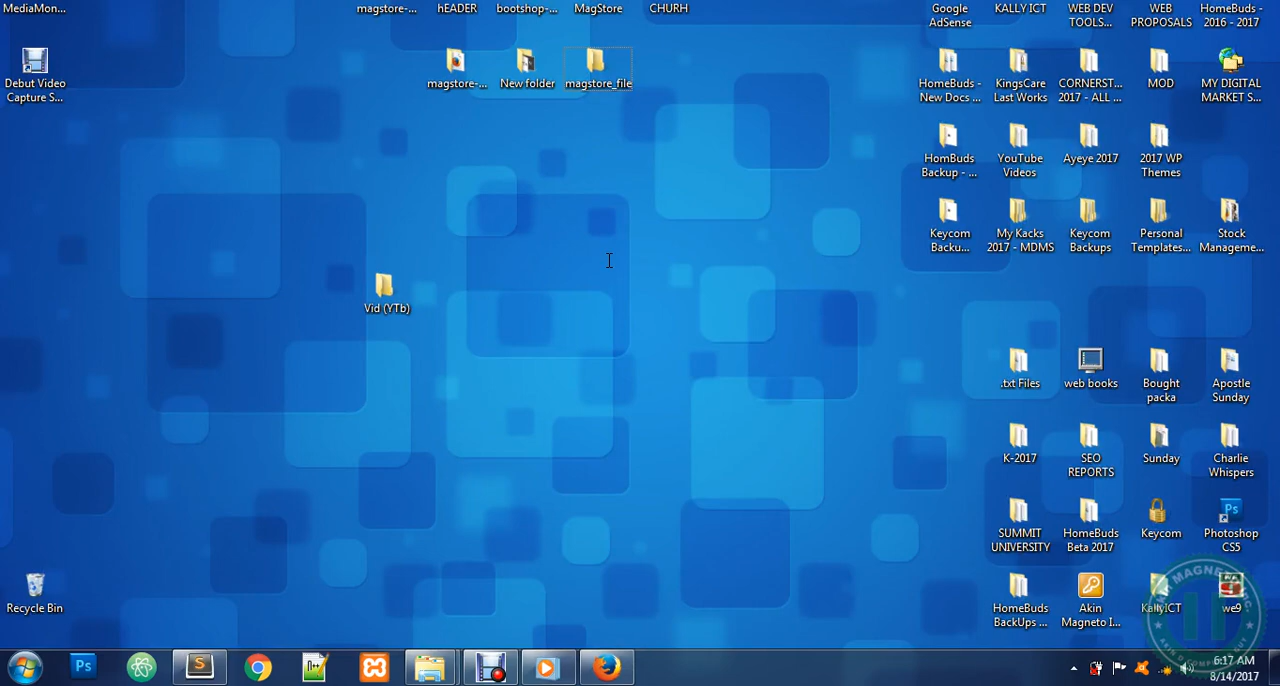 MediaMon...
magstore-...
hEADER
bootshop-...
MagStore
CHURH
Google
AdSense
KALLY ICT
WEB DEV
TOOLS...
WEB
PROPOSALS
HomeBuds -
2016 - 2017
Debut Video
Capture S...
magstore-...
New folder
magstore_file
HomeBuds -
New Docs ...
KingsCare
Last Works
CORNERST...
2017 - ALL ...
MOD
MY DIGITAL
MARKET S...
HomBuds
Backup - ...
YouTube
Videos
Ayeye 2017
2017 WP
Themes
Keycom
Backu...
My Kacks
2017 - MDMS
Keycom
Backups
Personal
Templates...
Stock
Manageme...
Vid (YTb)
.txt Files
web books
Bought
packa
Apostle
Sunday
K-2017
SEO
REPORTS
Sunday
Charlie
Whispers
SUMMIT
UNIVERSITY
HomeBuds
Beta 2017
Keycom
Ps
Photoshop
CS5
Recycle Bin
HomeBuds
BackUps ...
Akin
Magneto I...
KallyICT
we9
Ps
S
6:17 AM
8/14/2017